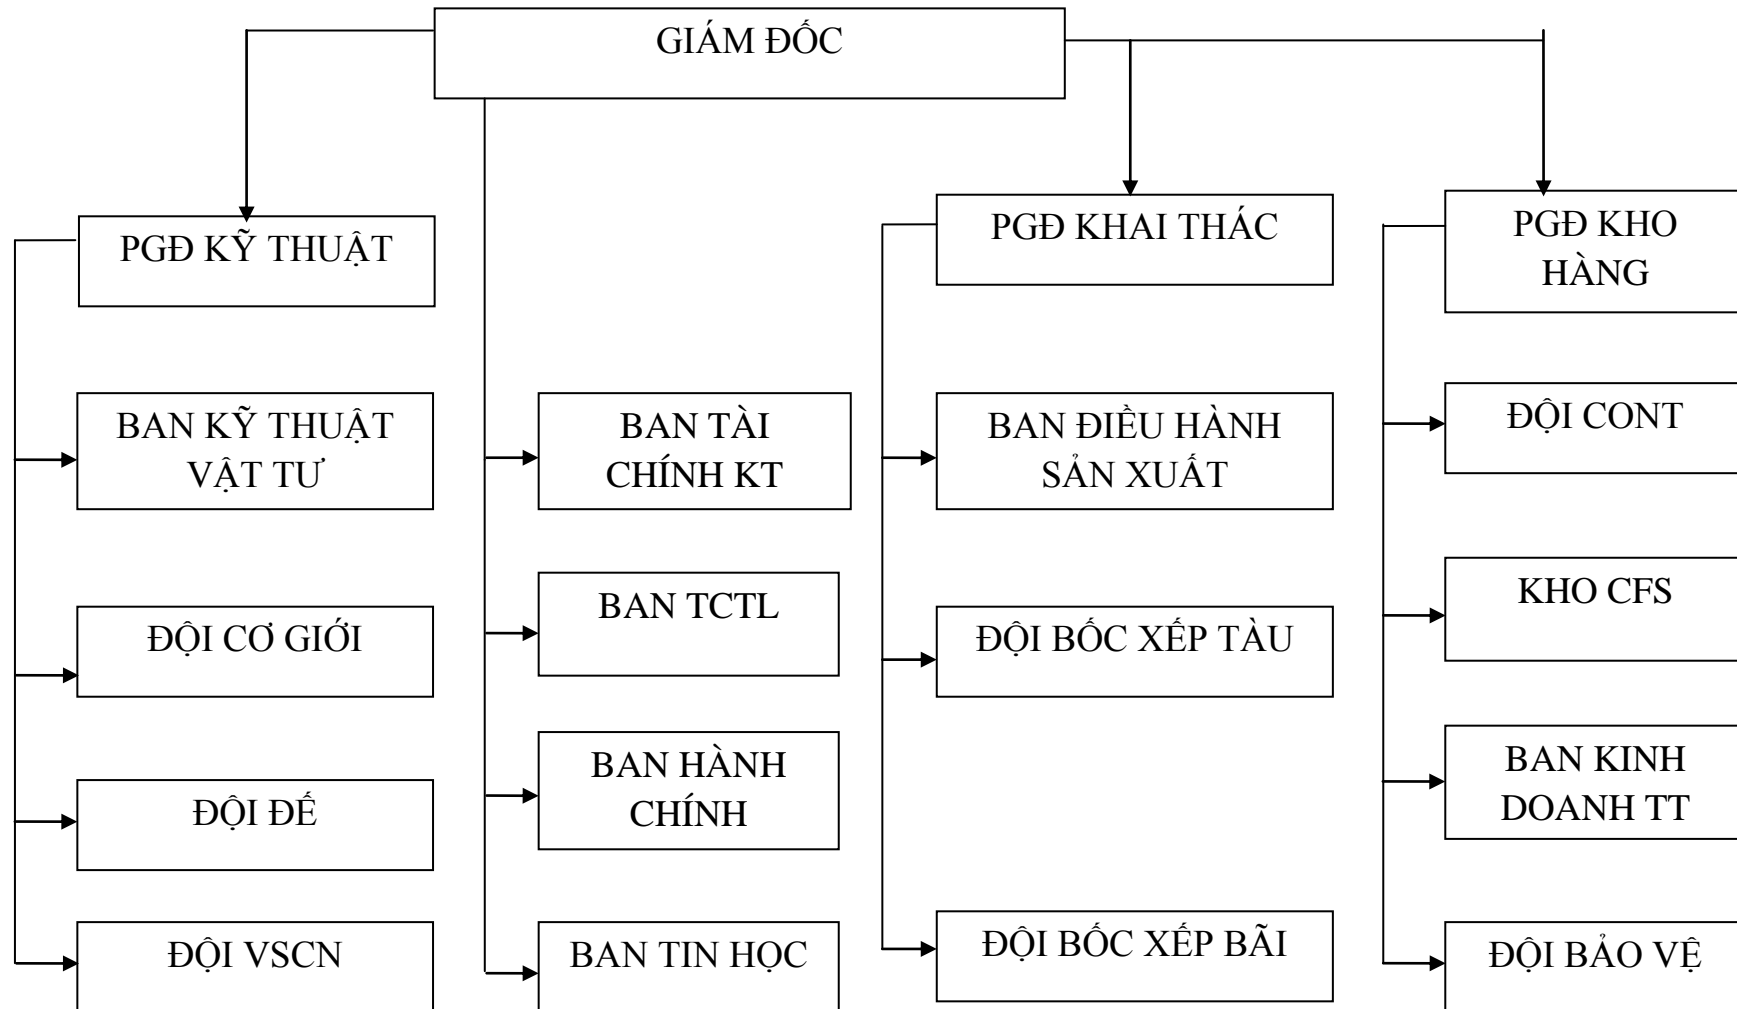 GIÁM ĐỐC
PGĐ KỸ THUẬT
PGĐ KHAI THÁC
PGĐ KHO
HÀNG
BAN KỸ THUẬT
VẬT TƯ
BAN TÀI
CHÍNH KT
BAN ĐIỀU HÀNH
SẢN XUẤT
ĐỘI CONT
ĐỘI CƠ GIỚI
BAN TCTL
ĐỘI BỐC XẾP TÀU
KHO CFS
ĐỘI ĐẾ
BAN HÀNH
CHÍNH
BAN KINH
DOANH TT
ĐỘI VSCN
BAN TIN HỌC
ĐỘI BỐC XẾP BÃI
ĐỘI BẢO VỆ